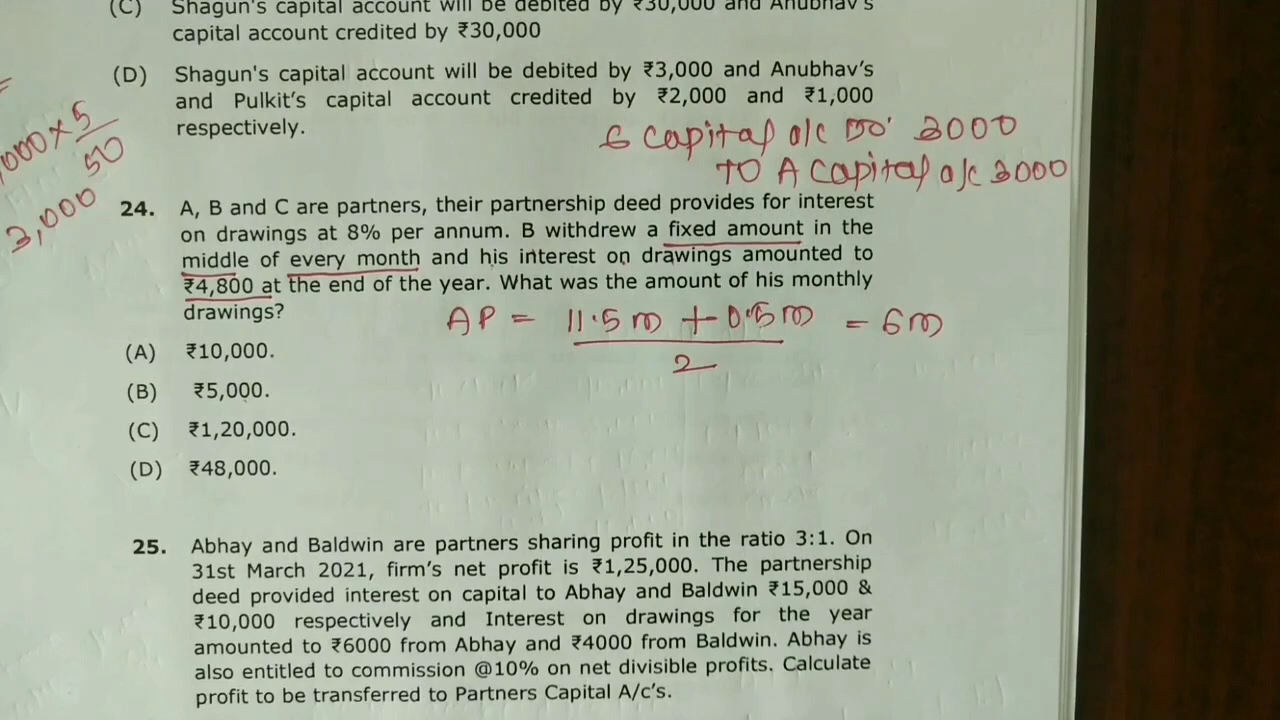 (C) Shagun's capital account will be debited by ₹30,000 and Anubhav's
capital account credited by ₹30,000
(D) Shagun's capital account will be debited by ₹3,000 and Anubhav's
and Pulkit's capital account credited by ₹2,000 and ₹1,000
respectively.
,000 × 5
50
3,000
S Capital a/c Dr. 3000
To A Capital a/c 3000
24. A, B and C are partners, their partnership deed provides for interest
on drawings at 8% per annum. B withdrew a fixed amount in the
middle of every month and his interest on drawings amounted to
₹4,800 at the end of the year. What was the amount of his monthly
drawings?
AP = 11.5m + 0.5m = 6m
2
(A) ₹10,000.
(B) ₹5,000.
(C) ₹1,20,000.
(D) ₹48,000.
25. Abhay and Baldwin are partners sharing profit in the ratio 3:1. On
31st March 2021, firm's net profit is ₹1,25,000. The partnership
deed provided interest on capital to Abhay and Baldwin ₹15,000 &
₹10,000 respectively and Interest on drawings for the year
amounted to ₹6000 from Abhay and ₹4000 from Baldwin. Abhay is
also entitled to commission @10% on net divisible profits. Calculate
profit to be transferred to Partners Capital A/c's.